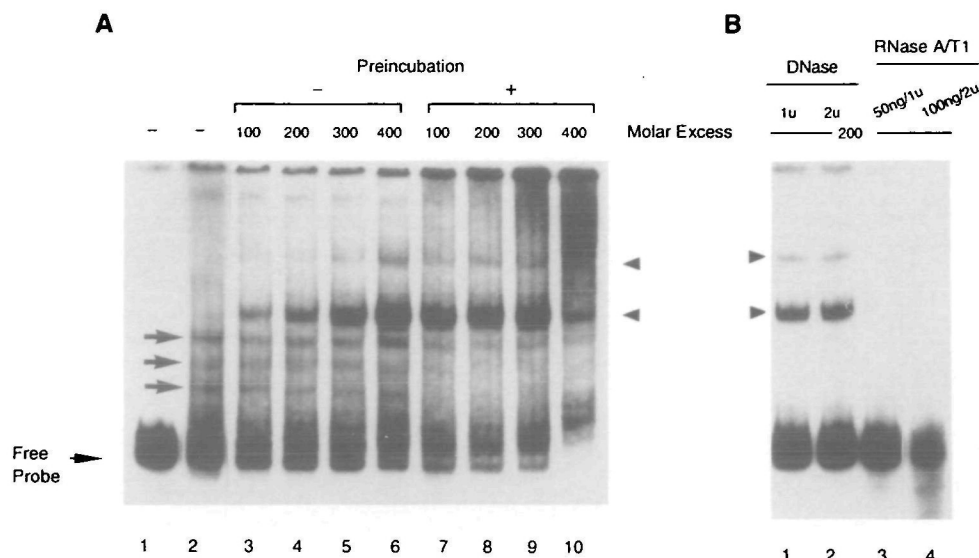 A
B
Preincubation
RNase A/T1
DNase
– +
50ng/1u 100ng/2u
1u 2u
– – 100 200 300 400 100 200 300 400 Molar Excess 200
Free
Probe
1 2 3 4 5 6 7 8 9 10
1 2 3 4